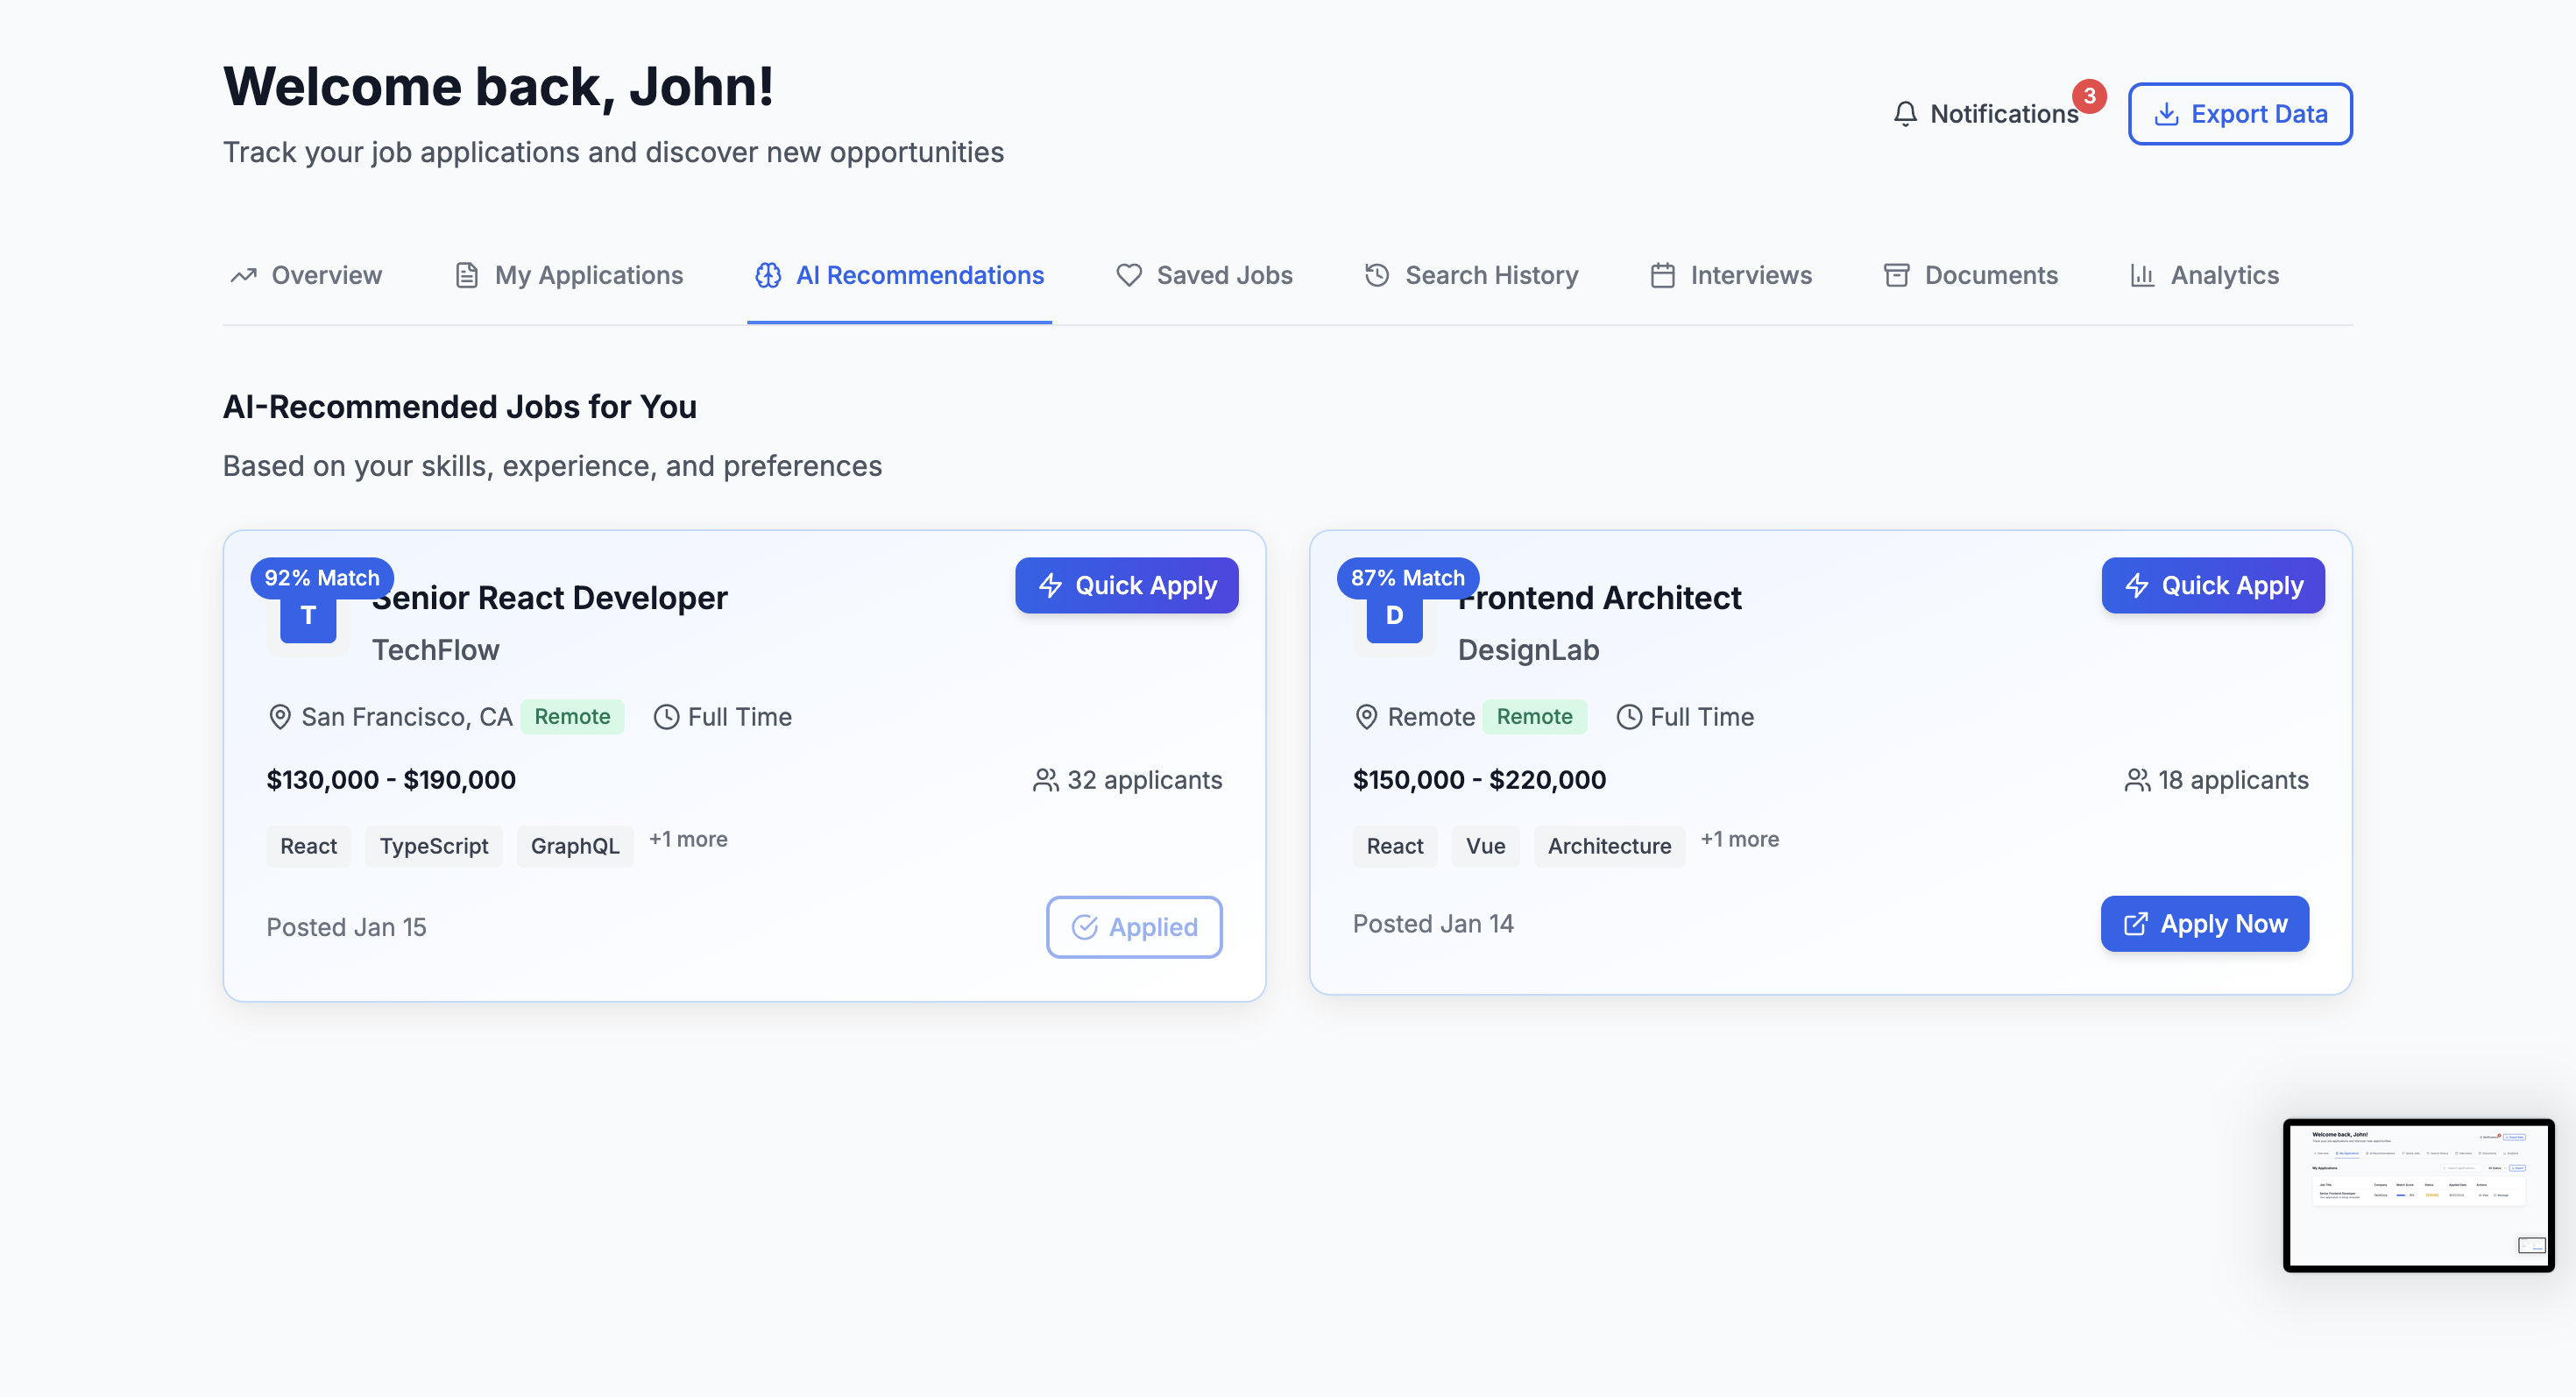 Welcome back, John!
Track your job applications and discover new opportunities
Notifications 3
Export Data
Overview
My Applications
AI Recommendations
Saved Jobs
Search History
Interviews
Documents
Analytics
AI-Recommended Jobs for You
Based on your skills, experience, and preferences
92% Match
Quick Apply
T
Senior React Developer
TechFlow
San Francisco, CA Remote Full Time
$130,000 - $190,000
32 applicants
React TypeScript GraphQL +1 more
Posted Jan 15
Applied
87% Match
Quick Apply
D
Frontend Architect
DesignLab
Remote Remote Full Time
$150,000 - $220,000
18 applicants
React Vue Architecture +1 more
Posted Jan 14
Apply Now
Welcome back, John!
My Applications